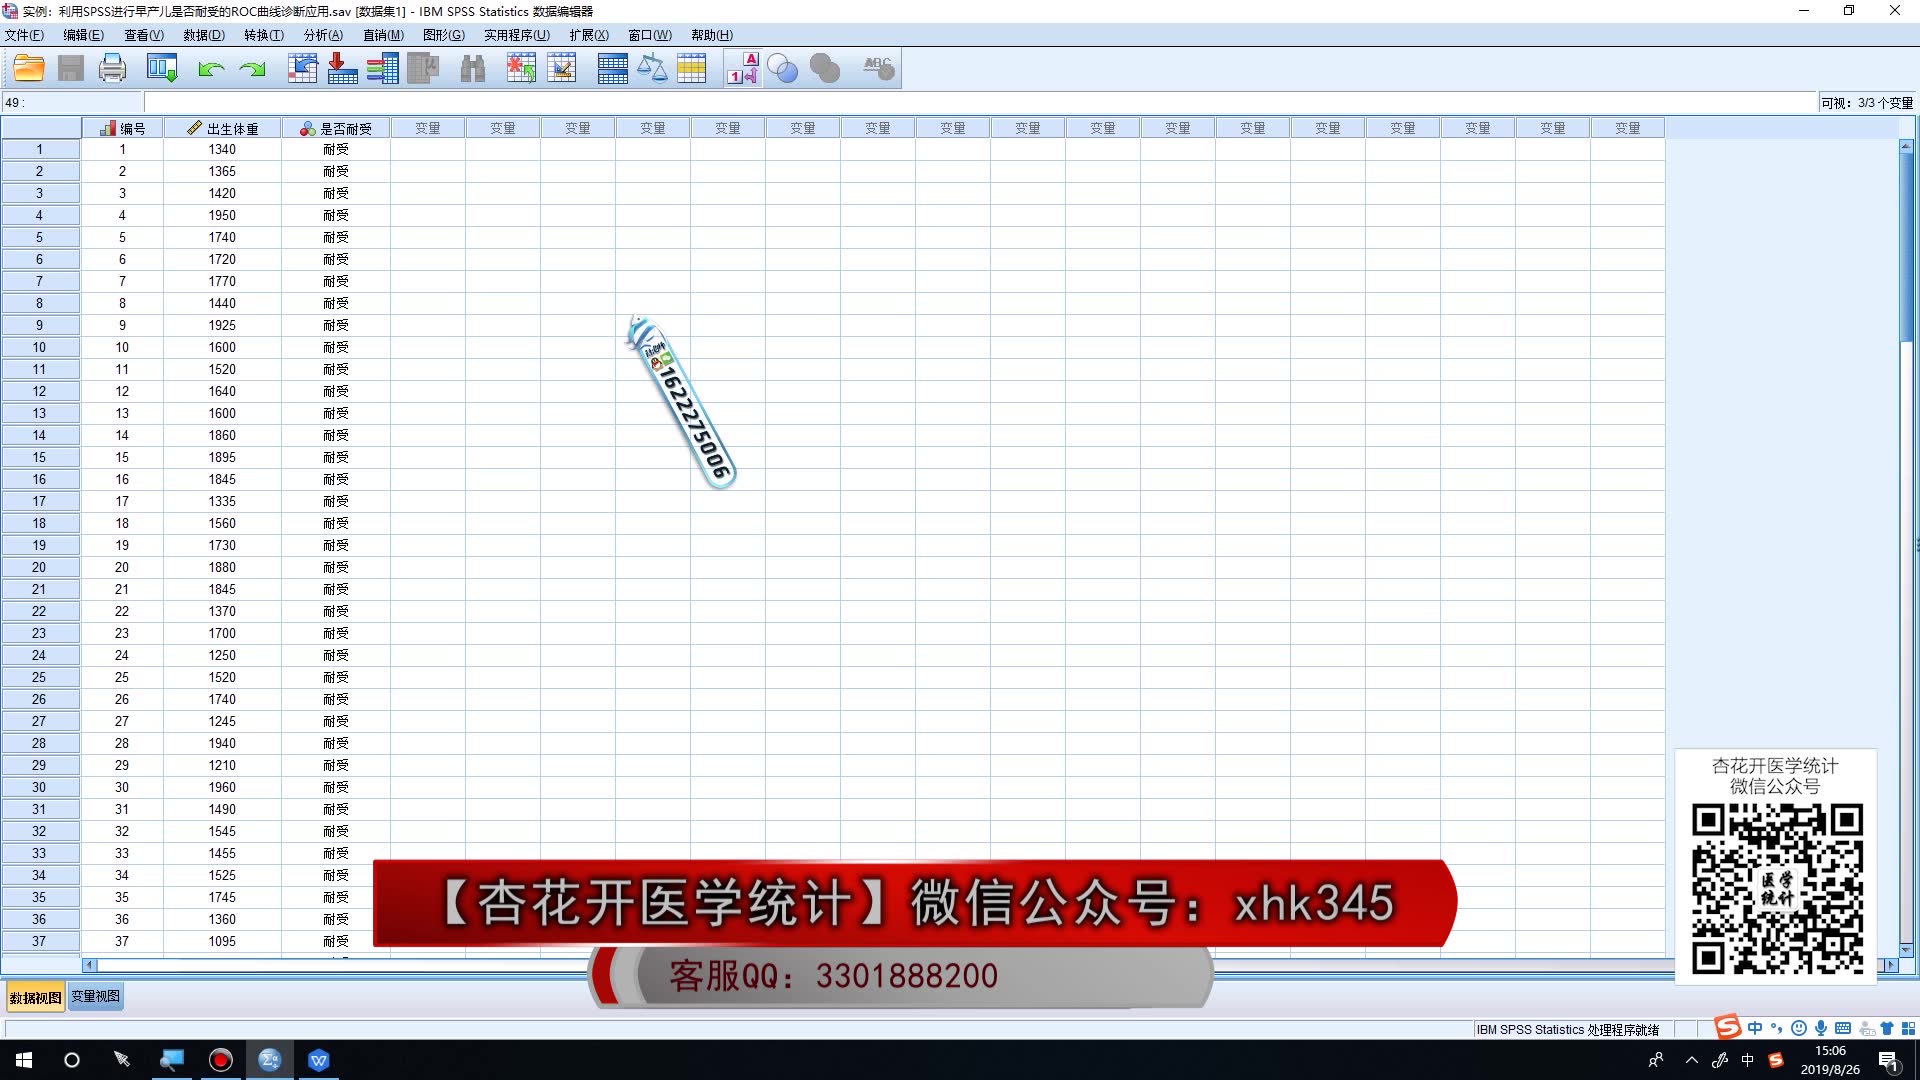 实例：利用SPSS进行早产儿是否耐受的ROC曲线诊断应用.sav [数据集1] - IBM SPSS Statistics 数据编辑器
文件(F) 编辑(E) 查看(V) 数据(D) 转换(T) 分析(A) 直销(M) 图形(G) 实用程序(U) 扩展(X) 窗口(W) 帮助(H)
49 :
可视：3/3 个变量
编号 出生体重 是否耐受 变量 变量 变量 变量 变量 变量 变量 变量 变量 变量 变量 变量 变量 变量 变量 变量 变量
1 1 1340 耐受
2 2 1365 耐受
3 3 1420 耐受
4 4 1950 耐受
5 5 1740 耐受
6 6 1720 耐受
7 7 1770 耐受
8 8 1440 耐受
9 9 1925 耐受
10 10 1600 耐受
11 11 1520 耐受
12 12 1640 耐受
13 13 1600 耐受
14 14 1860 耐受
15 15 1895 耐受
16 16 1845 耐受
17 17 1335 耐受
18 18 1560 耐受
19 19 1730 耐受
20 20 1880 耐受
21 21 1845 耐受
22 22 1370 耐受
23 23 1700 耐受
24 24 1250 耐受
25 25 1520 耐受
26 26 1740 耐受
27 27 1245 耐受
28 28 1940 耐受
29 29 1210 耐受
30 30 1960 耐受
31 31 1490 耐受
32 32 1545 耐受
33 33 1455 耐受
34 34 1525 耐受
35 35 1745 耐受
36 36 1360 耐受
37 37 1095 耐受
1622275006
杏花开医学统计
微信公众号
医学
统计
【杏花开医学统计】微信公众号：xhk345
客服QQ：3301888200
数据视图 变量视图
IBM SPSS Statistics 处理程序就绪
中
中
15:06
2019/8/26
1